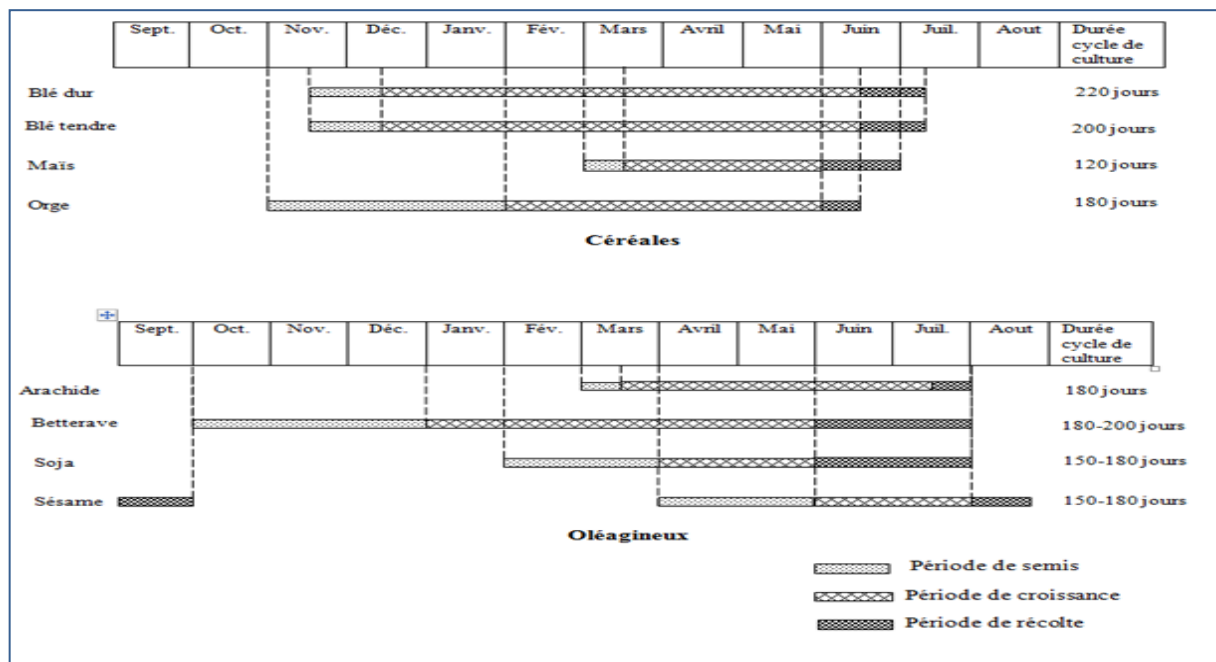 Sept. Oct. Nov. Déc. Janv. Fév. Mars Avril Mai Juin Juil. Aout Durée
cycle de
culture
Blé dur 220 jours
Blé tendre 200 jours
Maïs 120 jours
Orge 180 jours
Céréales
Sept. Oct. Nov. Déc. Janv. Fév. Mars Avril Mai Juin Juil. Aout Durée
cycle de
culture
Arachide 180 jours
Betterave 180-200 jours
Soja 150-180 jours
Sésame 150-180 jours
Oléagineux
Période de semis
Période de croissance
Période de récolte